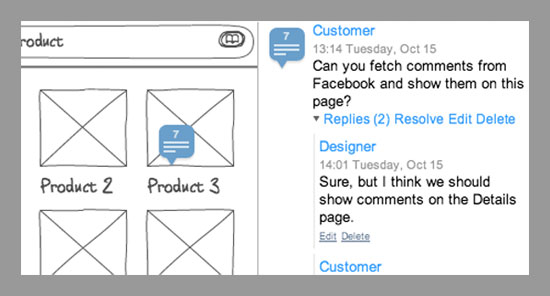 roduct
7
Product 2
Product 3
7
Customer
13:14 Tuesday, Oct 15
Can you fetch comments from
Facebook and show them on this
page?
Replies (2) Resolve Edit Delete
Designer
14:01 Tuesday, Oct 15
Sure, but I think we should
show comments on the Details
page.
Edit Delete
Customer